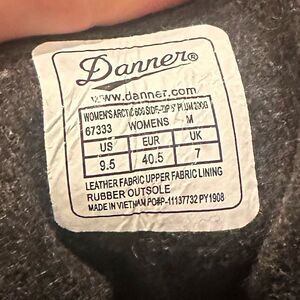 Danner®
www.danner.com
WOMEN'S ARCTIC 600 SIDE-ZIP 5" PLUM 200G
67333 WOMENS M
US EUR UK
9.5 40.5 7
LEATHER FABRIC UPPER FABRIC LINING
RUBBER OUTSOLE
MADE IN VIETNAM PO#P-11137732 PY1908